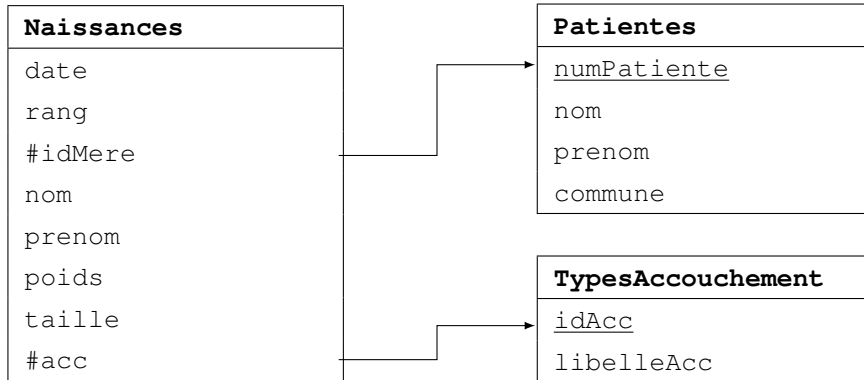 Naissances
date
rang
#idMere
nom
prenom
poids
taille
#acc
Patientes
numPatiente
nom
prenom
commune
TypesAccouchement
idAcc
libelleAcc